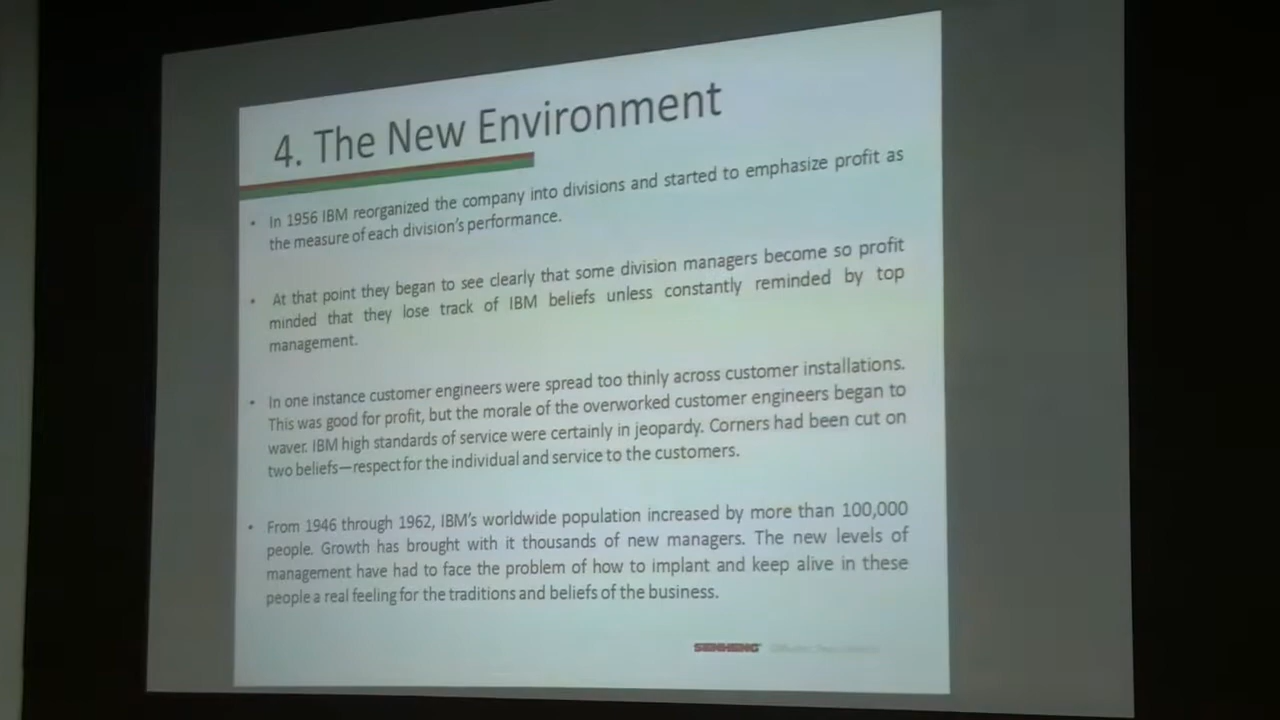 4. The New Environment
• In 1956 IBM reorganized the company into divisions and started to emphasize profit as
the measure of each division's performance.
• At that point they began to see clearly that some division managers become so profit
minded that they lose track of IBM beliefs unless constantly reminded by top
management.
• In one instance customer engineers were spread too thinly across customer installations.
This was good for profit, but the morale of the overworked customer engineers began to
waver. IBM high standards of service were certainly in jeopardy. Corners had been cut on
two beliefs—respect for the individual and service to the customers.
• From 1946 through 1962, IBM's worldwide population increased by more than 100,000
people. Growth has brought with it thousands of new managers. The new levels of
management have had to face the problem of how to implant and keep alive in these
people a real feeling for the traditions and beliefs of the business.
SENHENG